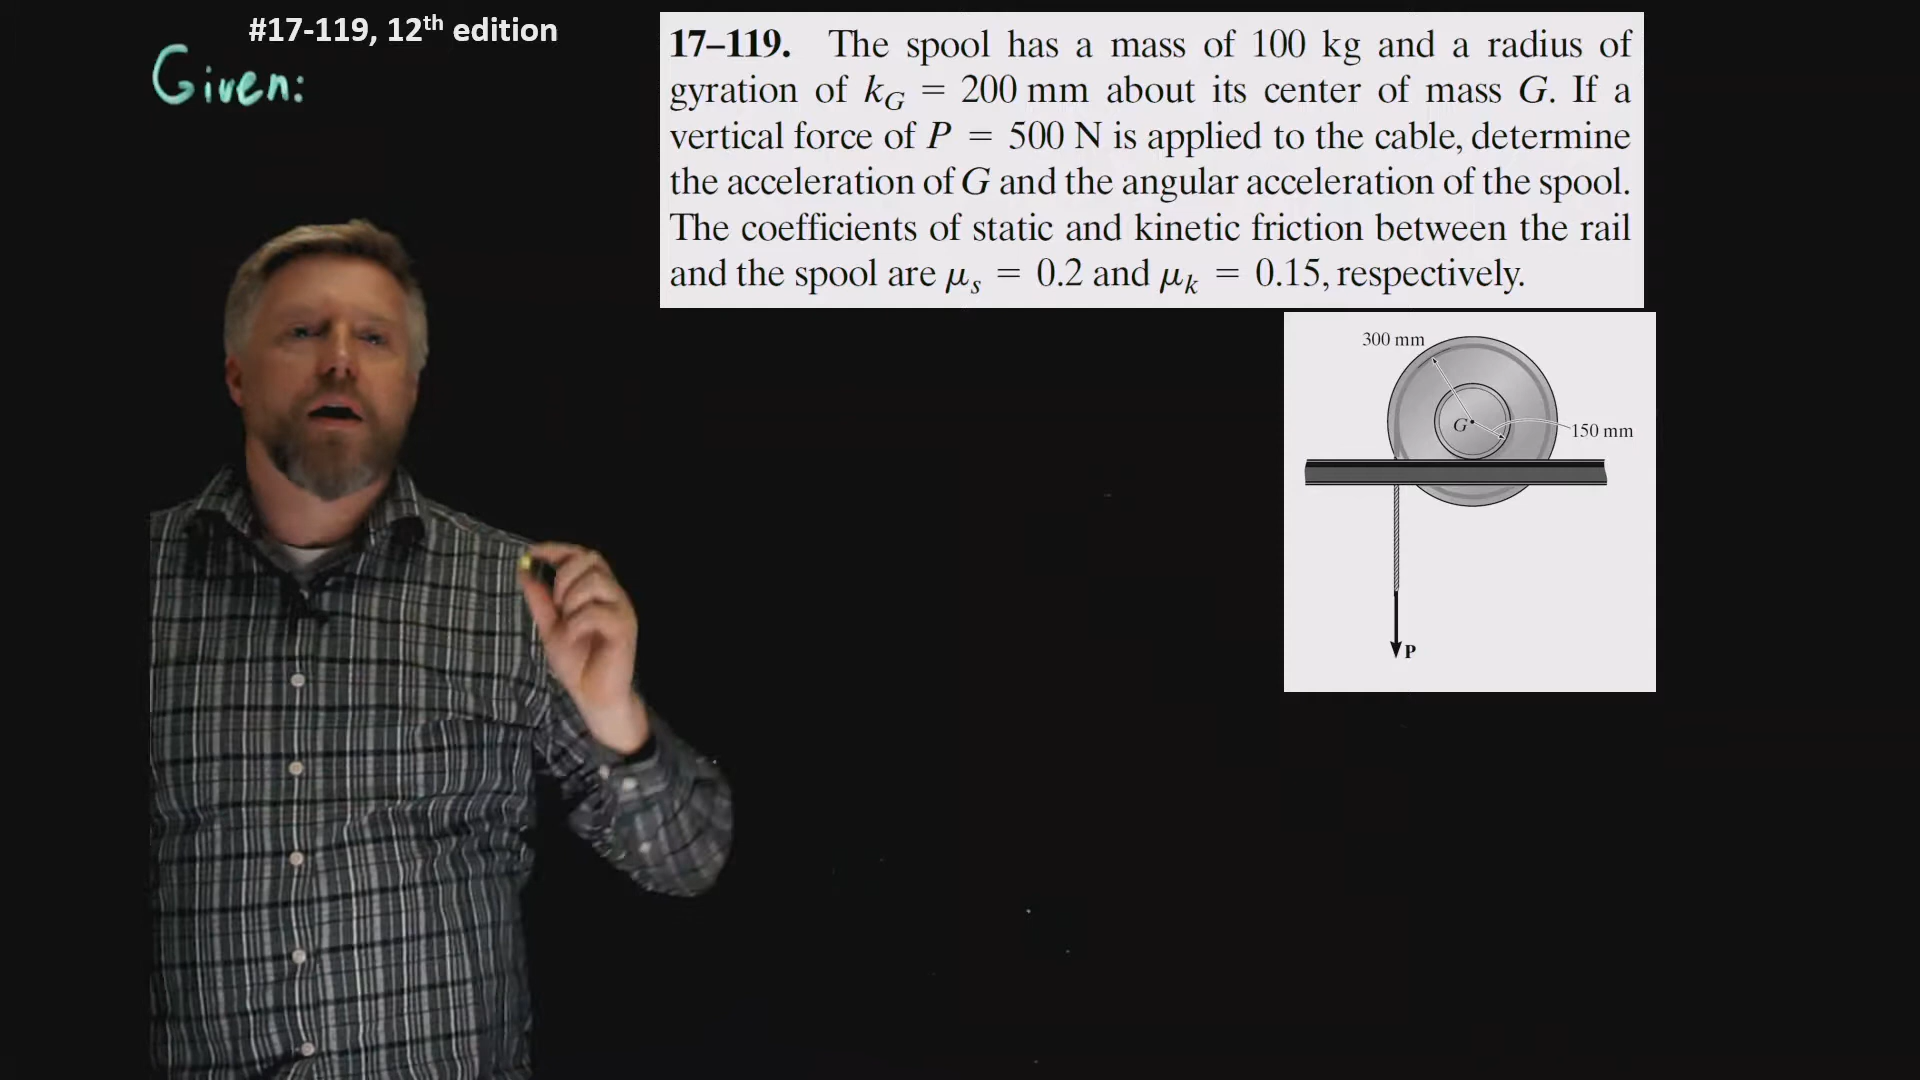 #17-119, 12th edition
Given:
17–119. The spool has a mass of 100 kg and a radius of
gyration of kG = 200 mm about its center of mass G. If a
vertical force of P = 500 N is applied to the cable, determine
the acceleration of G and the angular acceleration of the spool.
The coefficients of static and kinetic friction between the rail
and the spool are μs = 0.2 and μk = 0.15, respectively.
300 mm
G
150 mm
P